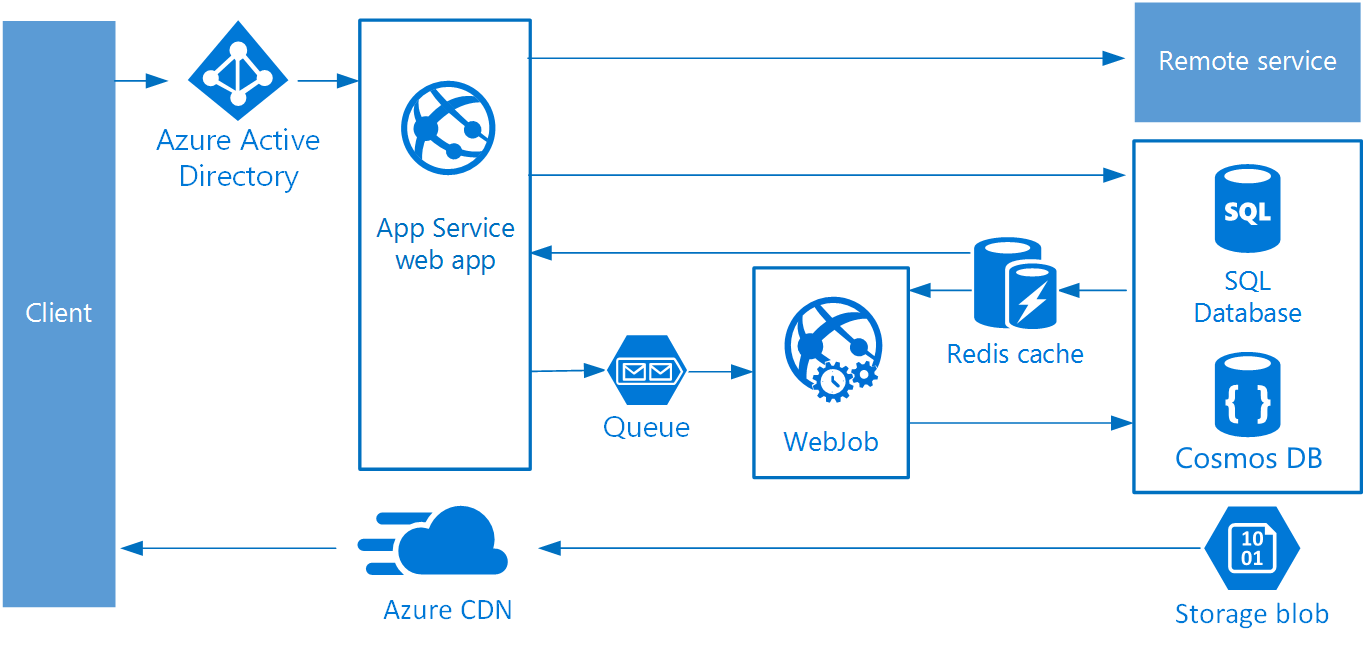 Client
Azure Active
Directory
App Service
web app
Remote service
SQL
SQL
Database
Redis cache
Queue
WebJob
{ }
Cosmos DB
Azure CDN
10
01
Storage blob